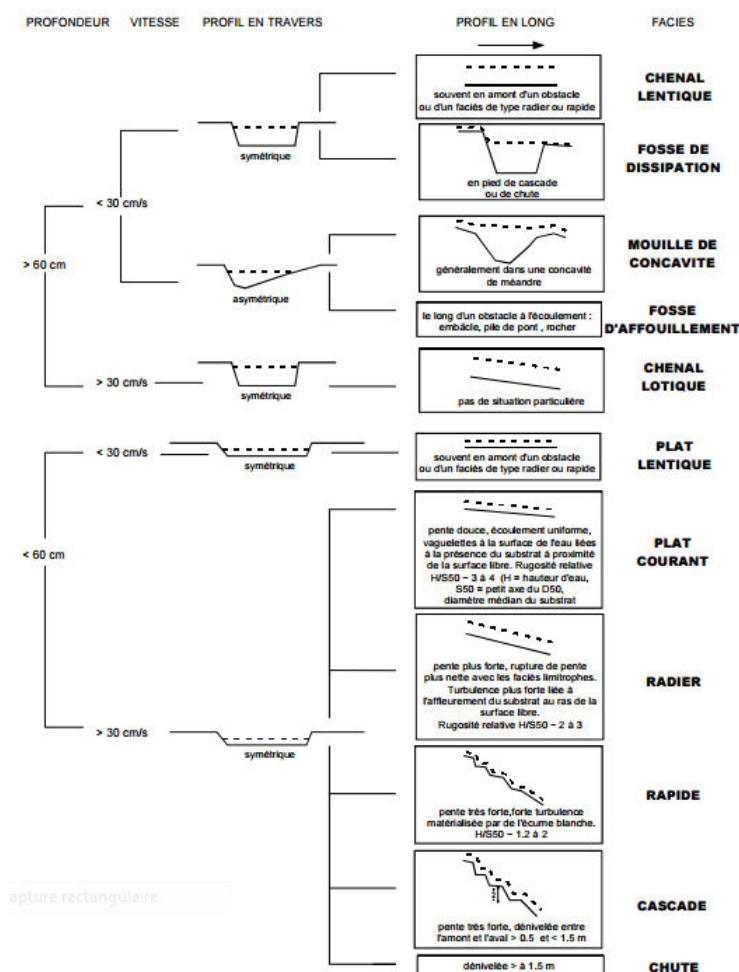 PROFONDEUR VITESSE PROFIL EN TRAVERS PROFIL EN LONG FACIES
souvent en amont d'un obstacle
ou d'un faciés de type radier ou rapide
CHENAL
LENTIQUE
symétrique
en pied de cascade
ou de chute
FOSSE DE
DISSIPATION
< 30 cm/s
> 60 cm
généralement dans une concavité
de méandre
MOUILLE DE
CONCAVITE
asymétrique
le long d'un obstacle à l'écoulement :
embâcle, pile de pont , rocher
FOSSE
D'AFFOUILLEMENT
> 30 cm/s
symétrique
pas de situation particulière
CHENAL
LOTIQUE
< 30 cm/s
symétrique
souvent en amont d'un obstacle
ou d'un faciés de type radier ou rapide
PLAT
LENTIQUE
< 60 cm
pente douce, écoulement uniforme,
vaguelettes à la surface de l'eau liées
à la présence du substrat à proximité
de la surface libre. Rugosité relative
H/S50 ~ 3 à 4 (H = hauteur d'eau,
S50 = petit axe du D50,
diamètre médian du substrat
PLAT
COURANT
pente plus forte, rupture de pente
plus nette avec les faciés limitrophes.
Turbulence plus forte liée à
l'affleurement du substrat au ras de la
surface libre.
Rugosité relative H/S50 ~ 2 à 3
RADIER
> 30 cm/s
symétrique
pente très forte,forte turbulence
matérialisée par de l'écume blanche.
H/S50 ~ 1.2 à 2
RAPIDE
pente très forte, dénivelée entre
l'amont et l'aval > 0.5 et < 1.5 m
CASCADE
dénivelée > à 1.5 m
CHUTE
apture rectangulaire